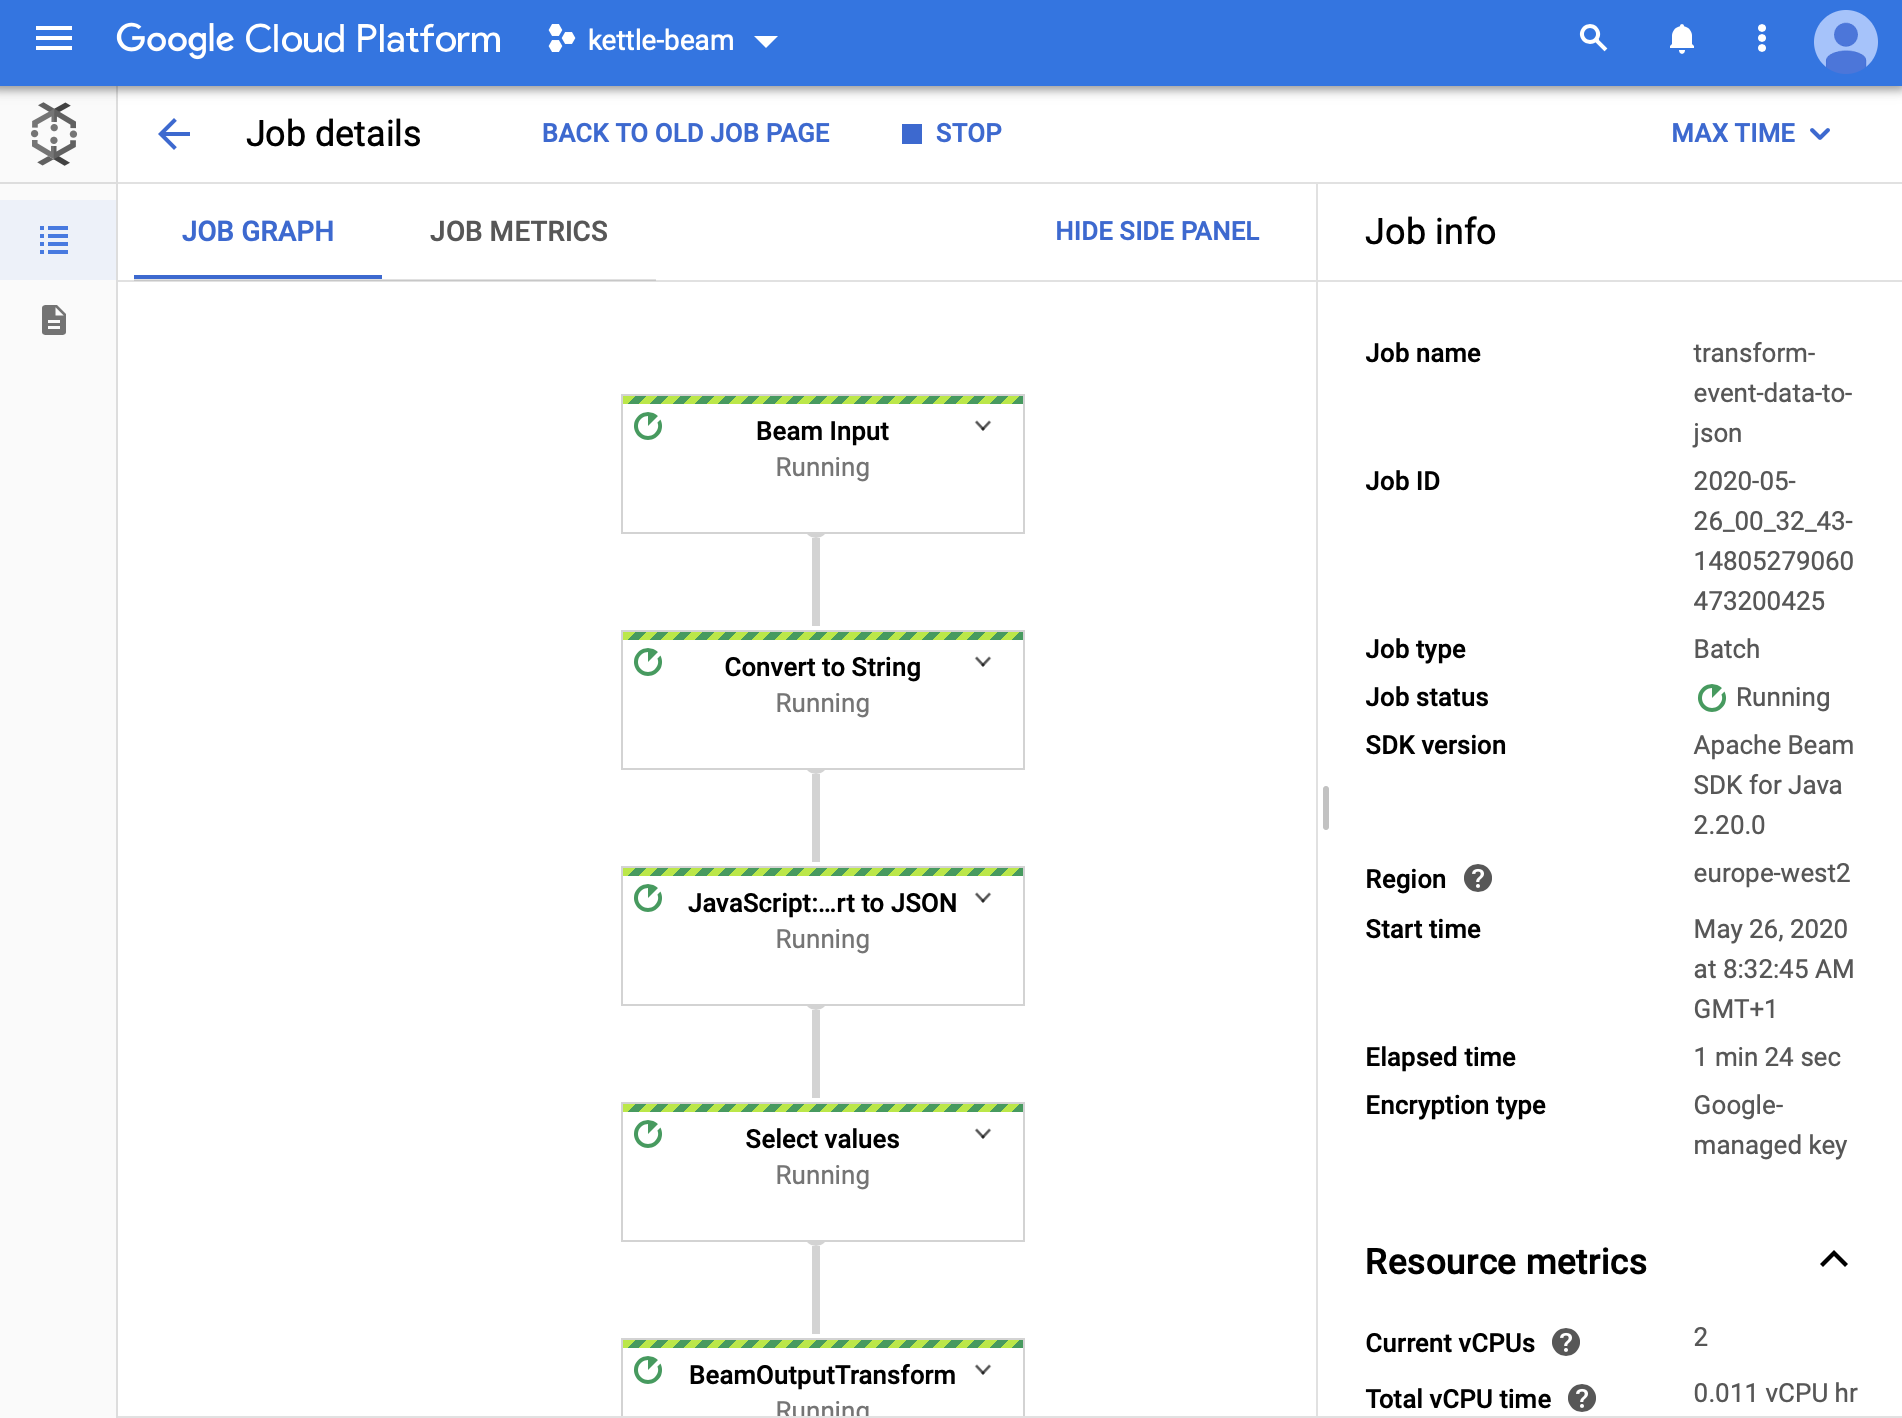 Google Cloud Platform
kettle-beam
Job details
BACK TO OLD JOB PAGE
STOP
MAX TIME
JOB GRAPH
JOB METRICS
HIDE SIDE PANEL
Beam Input
Running
Convert to String
Running
JavaScript:...rt to JSON
Running
Select values
Running
BeamOutputTransform
Running
Job info
Job name
transform-
event-data-to-
json
Job ID
2020-05-
26_00_32_43-
14805279060
473200425
Job type
Batch
Job status
Running
SDK version
Apache Beam
SDK for Java
2.20.0
Region
europe-west2
Start time
May 26, 2020
at 8:32:45 AM
GMT+1
Elapsed time
1 min 24 sec
Encryption type
Google-
managed key
Resource metrics
Current vCPUs
2
Total vCPU time
0.011 vCPU hr